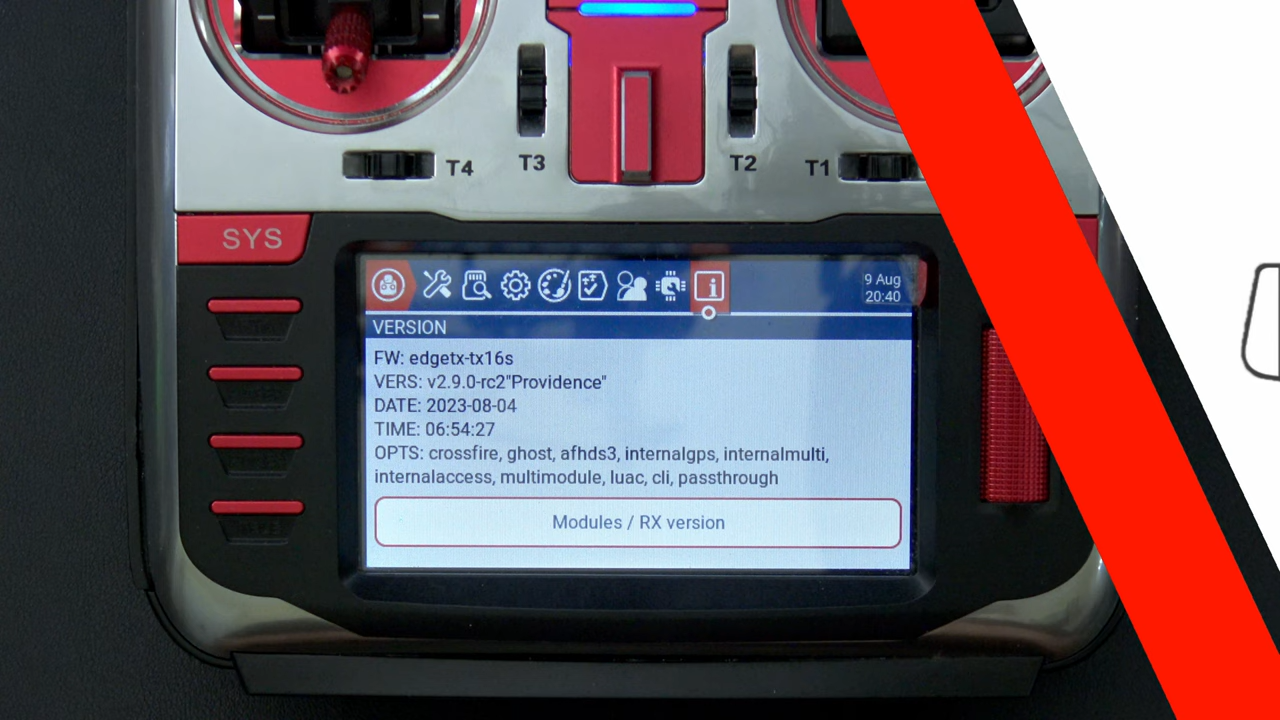 T4
T3
T2
T1
SYS
9 Aug
20:40
VERSION
FW: edgetx-tx16s
VERS: v2.9.0-rc2"Providence"
DATE: 2023-08-04
TIME: 06:54:27
OPTS: crossfire, ghost, afhds3, internalgps, internalmulti,
internalaccess, multimodule, luac, cli, passthrough
Modules / RX version